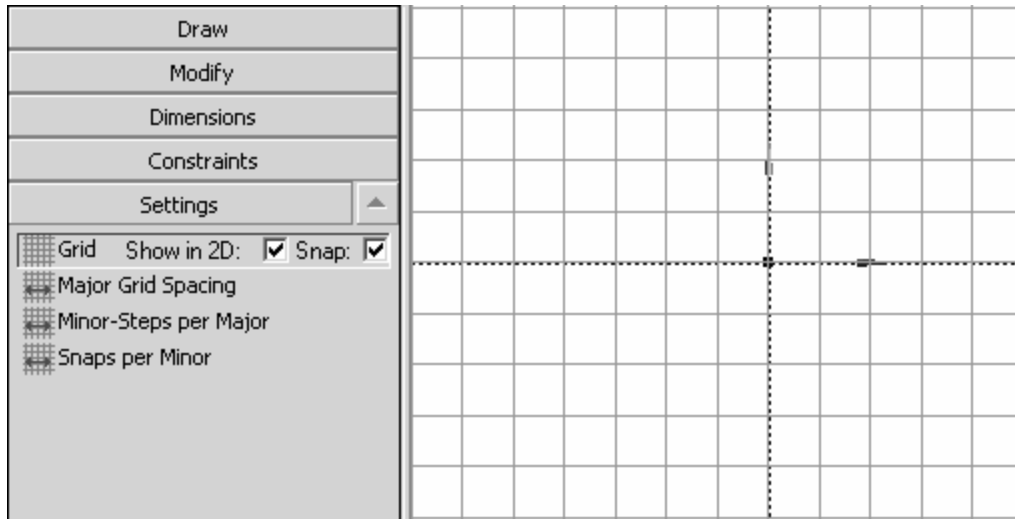 Draw
Modify
Dimensions
Constraints
Settings
Grid Show in 2D: Snap:
Major Grid Spacing
Minor-Steps per Major
Snaps per Minor